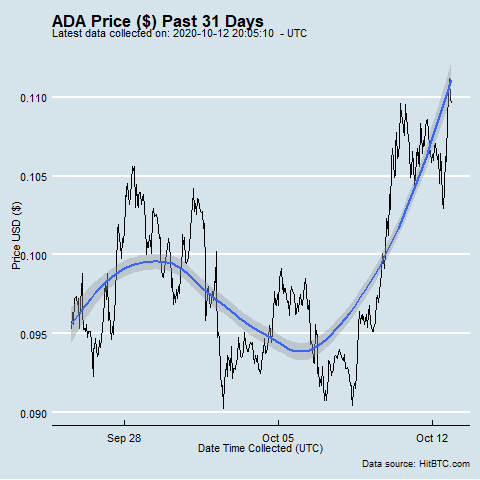 ADA Price ($) Past 31 Days
Latest data collected on: 2020-10-12 20:05:10 - UTC
0.110
0.105
0.100
0.095
0.090
Price USD ($)
Sep 28
Oct 05
Oct 12
Date Time Collected (UTC)
Data source: HitBTC.com